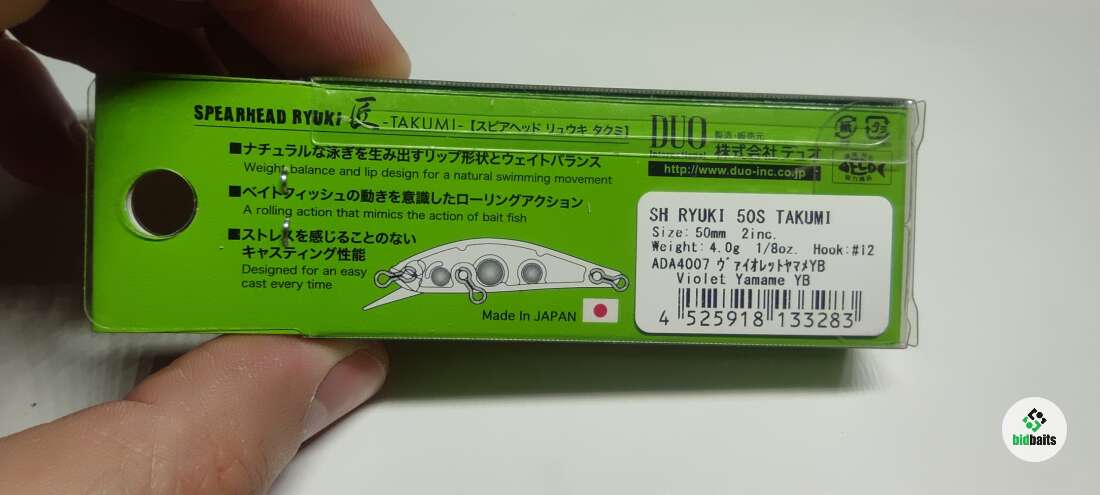 SPEARHEAD RYUKI 匠 -TAKUMI-【スピアヘッド リュウキ タクミ】
■ナチュラルな泳ぎを生み出すリップ形状とウェイトバランス
Weight balance and lip design for a natural swimming movement
■ベイトフィッシュの動きを意識したローリングアクション
A rolling action that mimics the action of bait fish
■ストレスを感じることのない
キャスティング性能
Designed for an easy
cast every time
Made In JAPAN
DUO
International
製造・販売元
株式会社デュオ
http://www.duo-inc.co.jp
紙
プラ
SH RYUKI 50S TAKUMI
Size: 50mm 2inc.
Weight: 4.0g 1/8oz. Hook:#12
ADA4007 ヴァイオレットヤマメYB
Violet Yamame YB
4 525918 133283
bidbaits